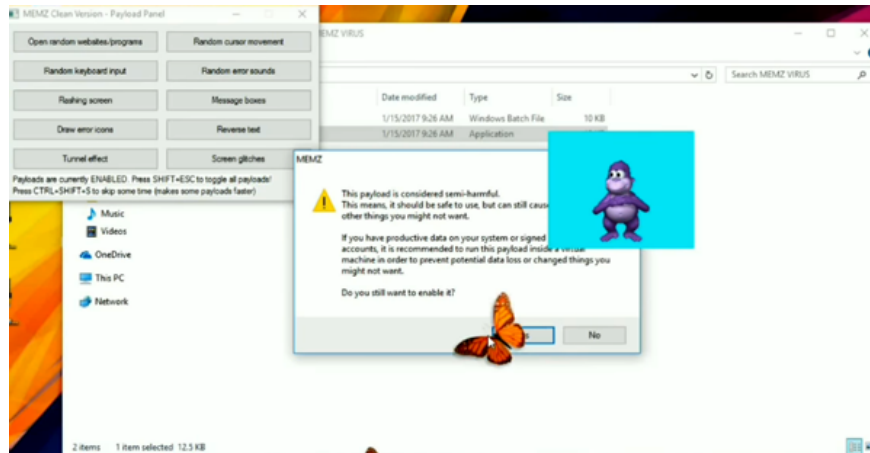 MEMZ Clean Version - Payload Panel
Open random websites/programs
Random cursor movement
Random keyboard input
Random error sounds
Flashing screen
Message boxes
Draw error icons
Reverse text
Tunnel effect
Screen glitches
Payloads are currently ENABLED. Press SHIFT+ESC to toggle all payloads!
Press CTRL+SHIFT+S to skip some time (makes some payloads faster)
MEMZ VIRUS
Search MEMZ VIRUS
Date modified Type Size
1/15/2017 9:26 AM Windows Batch File 10 KB
1/15/2017 9:26 AM Application
Music
Videos
OneDrive
This PC
Network
MEMZ
This payload is considered semi-harmful.
This means, it should be safe to use, but can still cause
other things you might not want.
If you have productive data on your system or signed
accounts, it is recommended to run this payload inside a virtual
machine in order to prevent potential data loss or changed things you
might not want.
Do you still want to enable it?
No
2 items 1 item selected 12.5 KB